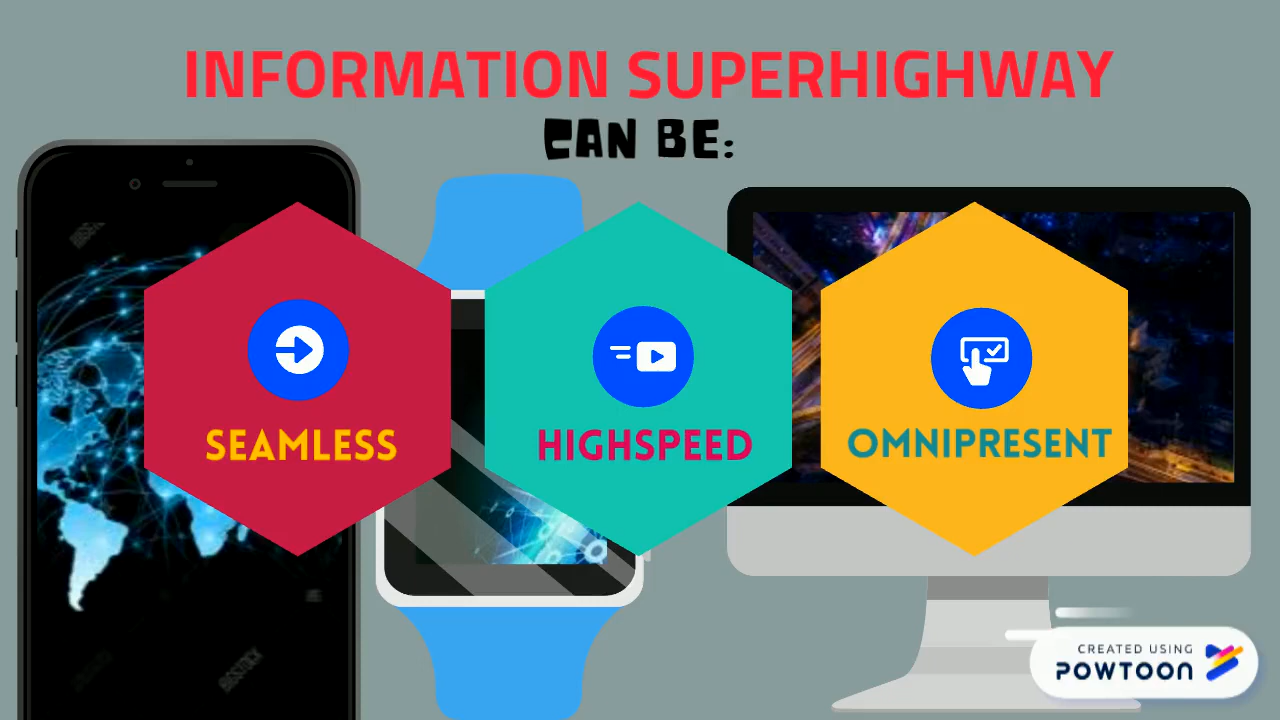 INFORMATION SUPERHIGHWAY
CAN BE:
SEAMLESS
HIGHSPEED
OMNIPRESENT
CREATED USING
POWTOON